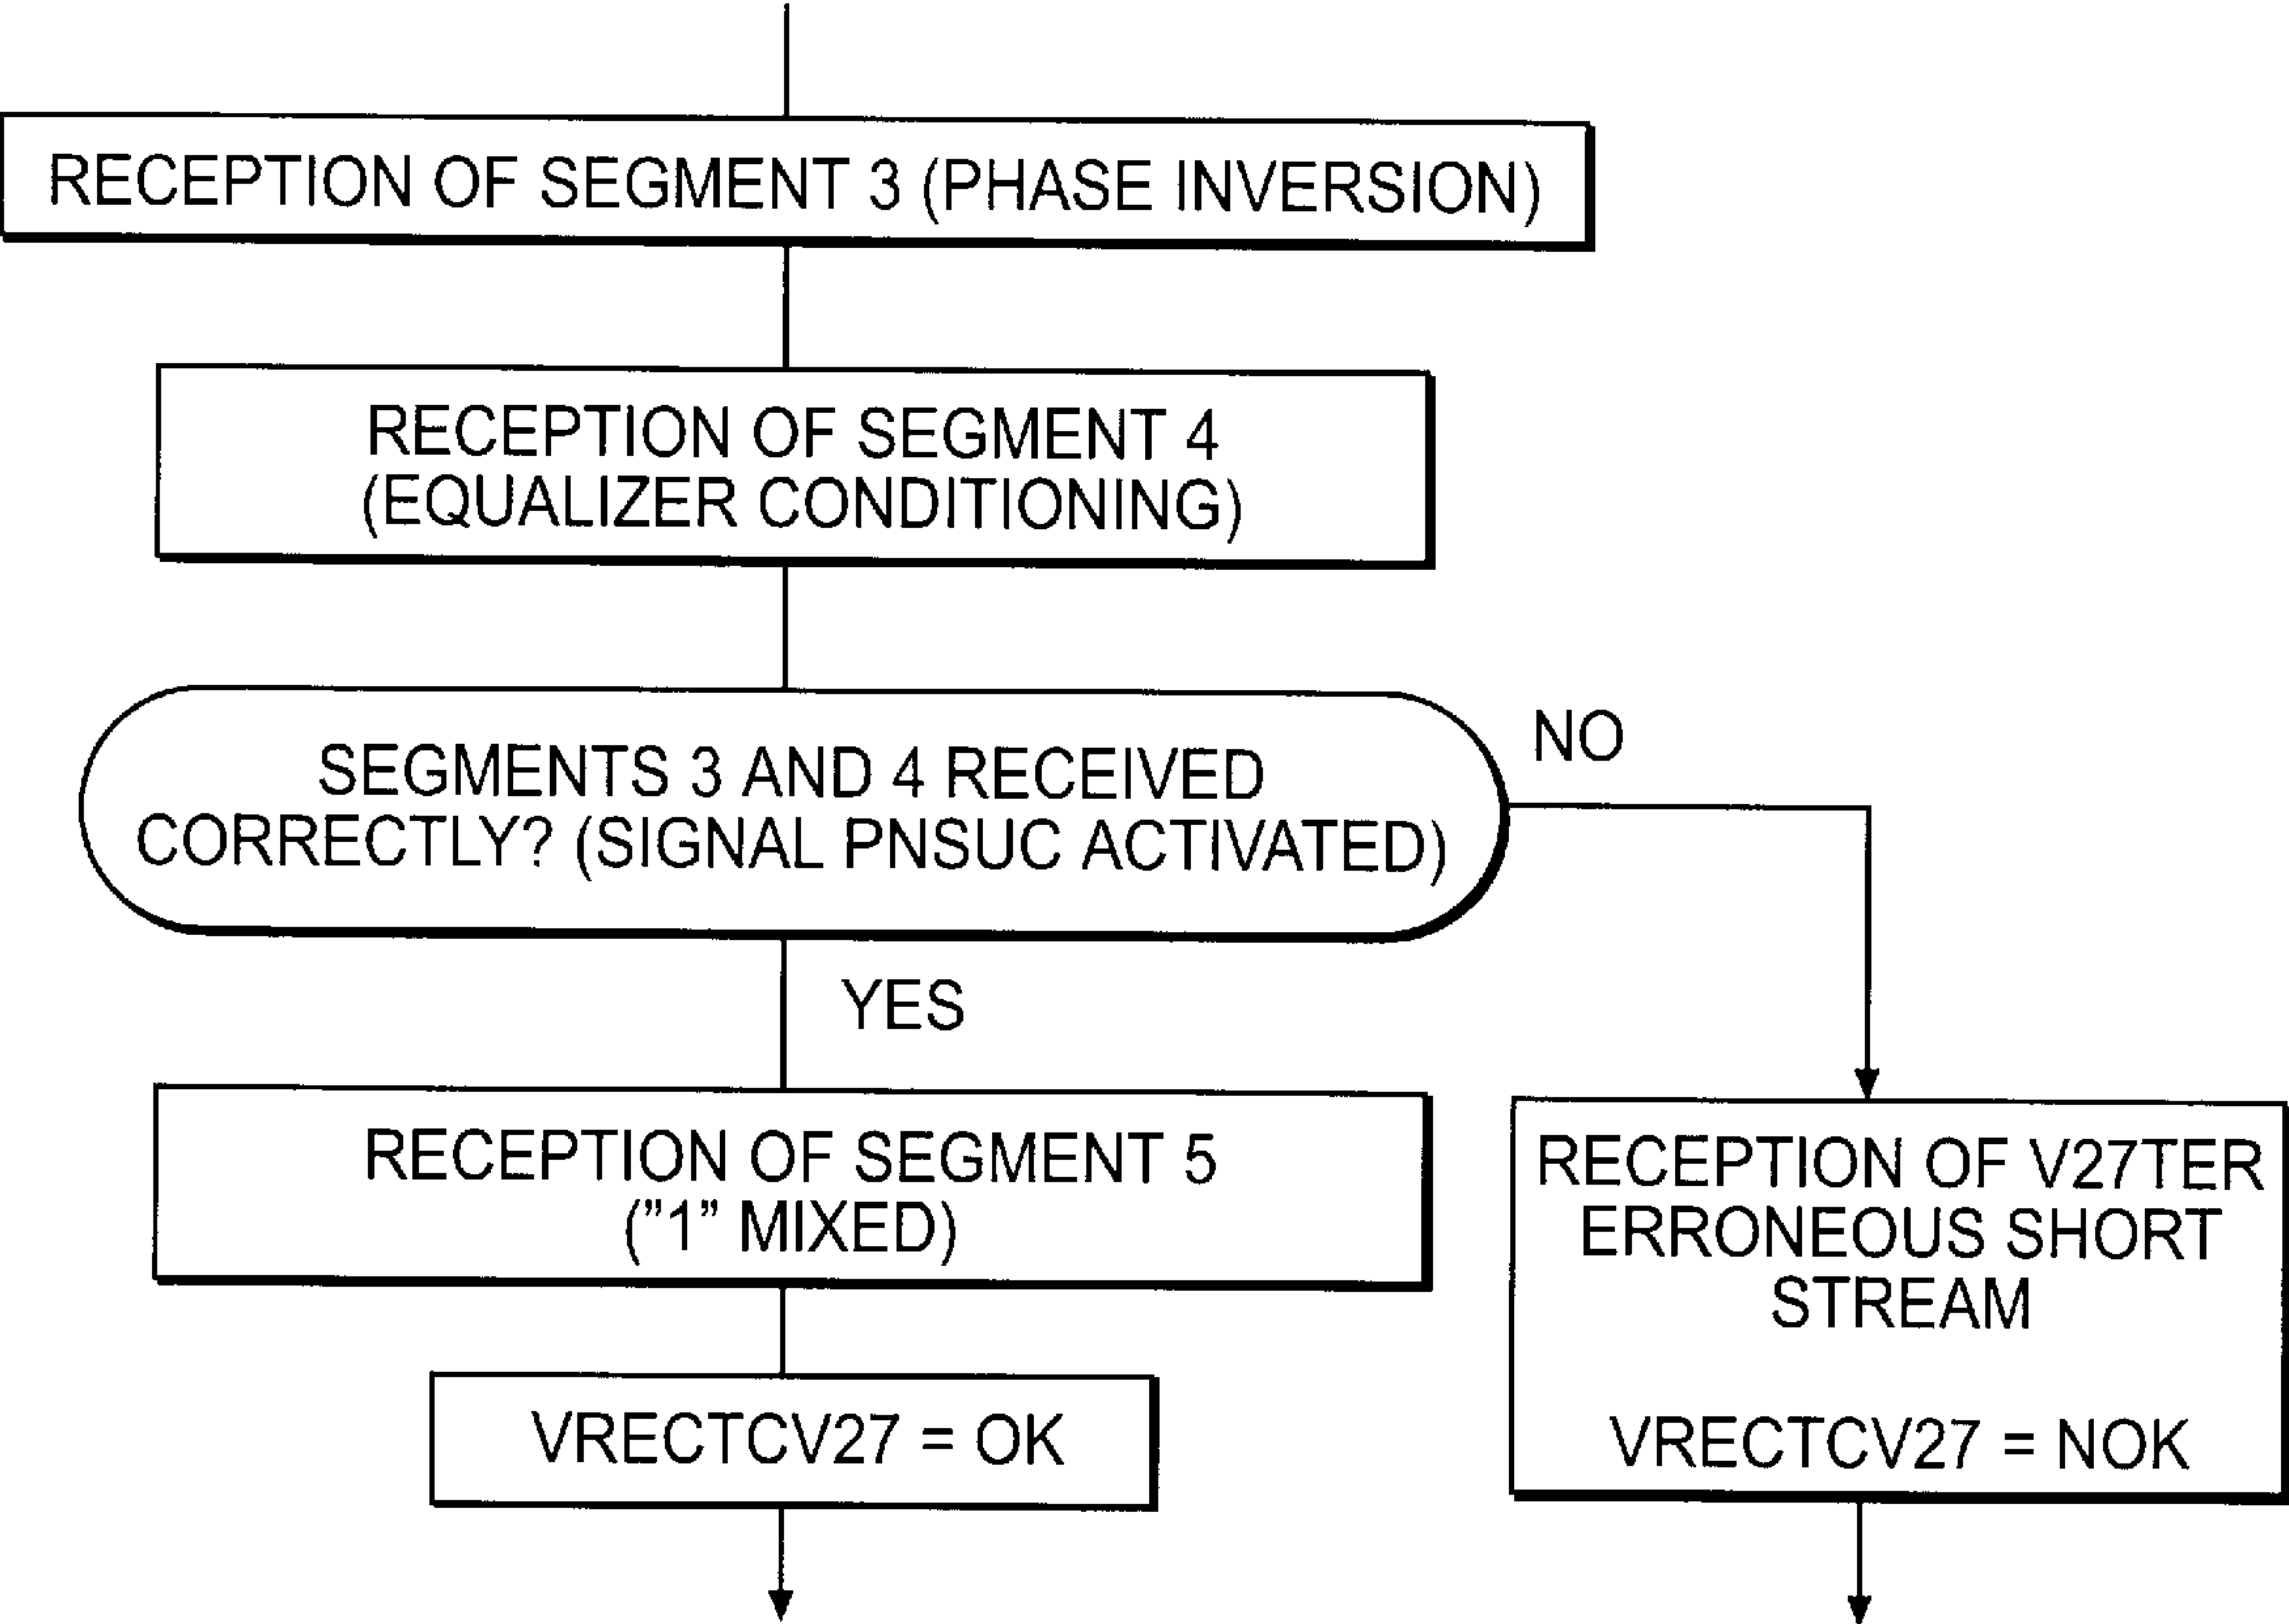 RECEPTION OF SEGMENT 3 (PHASE INVERSION)
RECEPTION OF SEGMENT 4
(EQUALIZER CONDITIONING)
SEGMENTS 3 AND 4 RECEIVED
CORRECTLY? (SIGNAL PNSUC ACTIVATED)
NO
YES
RECEPTION OF SEGMENT 5
("1" MIXED)
VRECTCV27 = OK
RECEPTION OF V27TER
ERRONEOUS SHORT
STREAM
VRECTCV27 = NOK